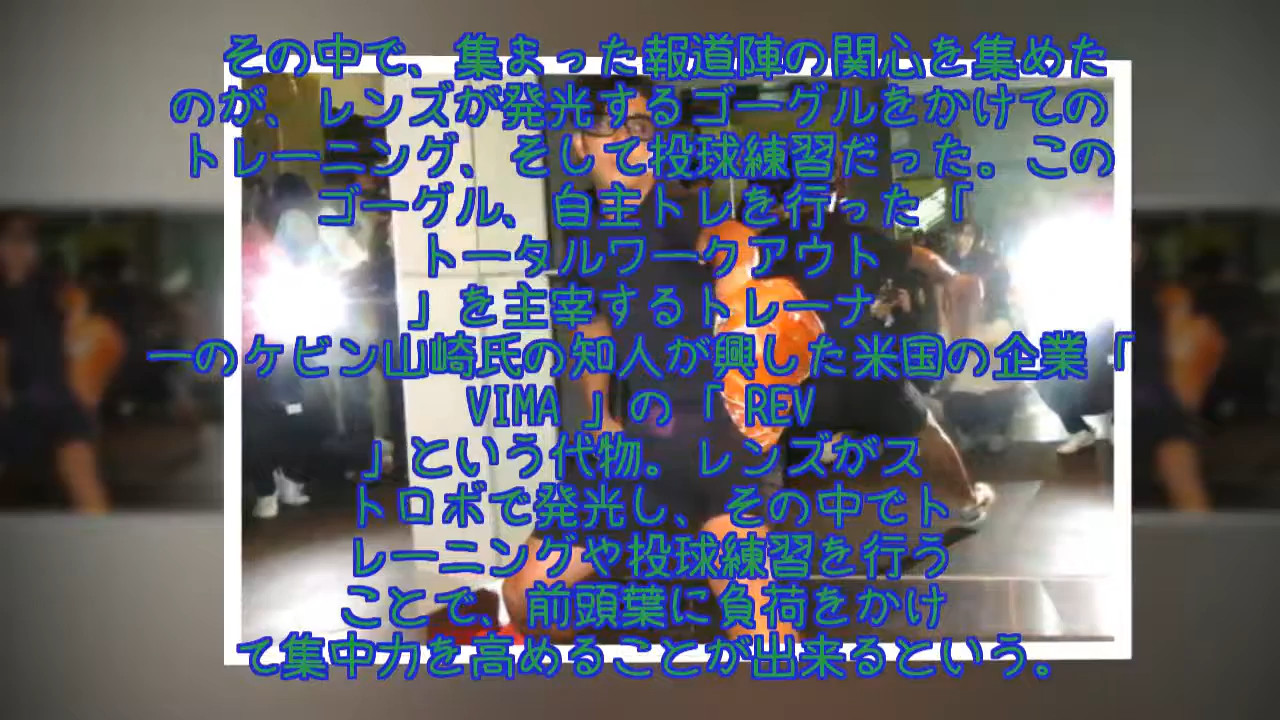 その中で、集まった報道陣の関心を集めた
のが、レンズが発光するゴーグルをかけての
トレーニング、そして投球練習だった。この
ゴーグル、自主トレを行った「
トータルワークアウト
」を主宰するトレーナ
ーのケビン山崎氏の知人が興した米国の企業「
VIMA 」の「 REV
」という代物。レンズがス
トロボで発光し、その中でト
レーニングや投球練習を行う
ことで、前頭葉に負荷をかけ
て集中力を高めることが出来るという。